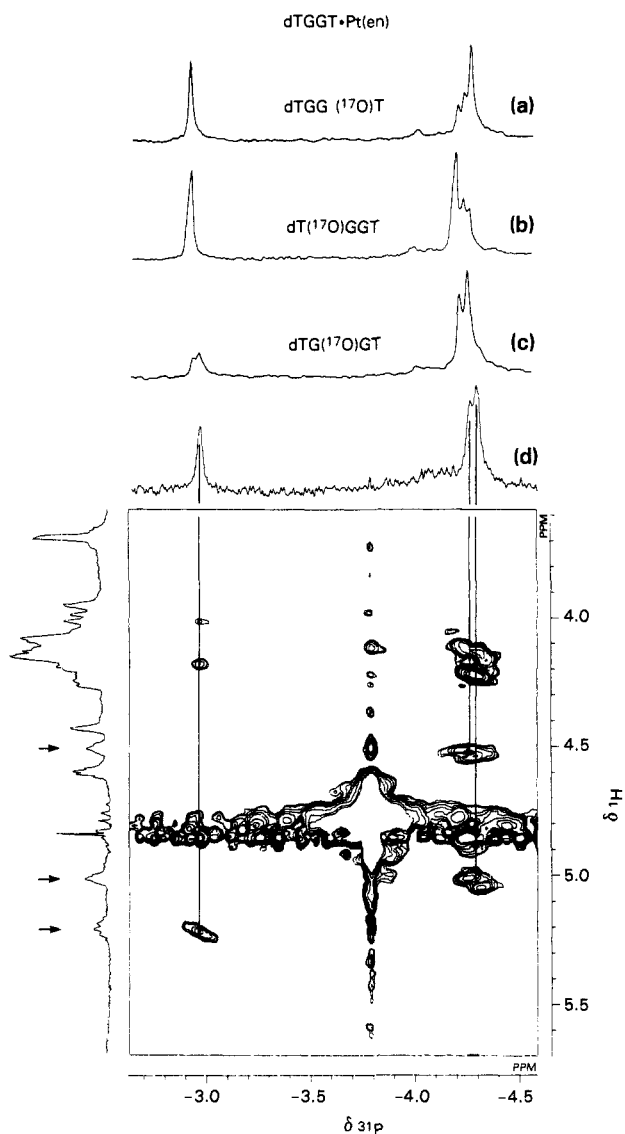 dTGGT•Pt(en)
dTGG (¹⁷O)T
(a)
dT(¹⁷O)GGT
(b)
dTG(¹⁷O)GT
(c)
(d)
PPM
4.0
4.5
5.0
5.5
δ ¹H
PPM
-3.0
-3.5
-4.0
-4.5
δ 31p